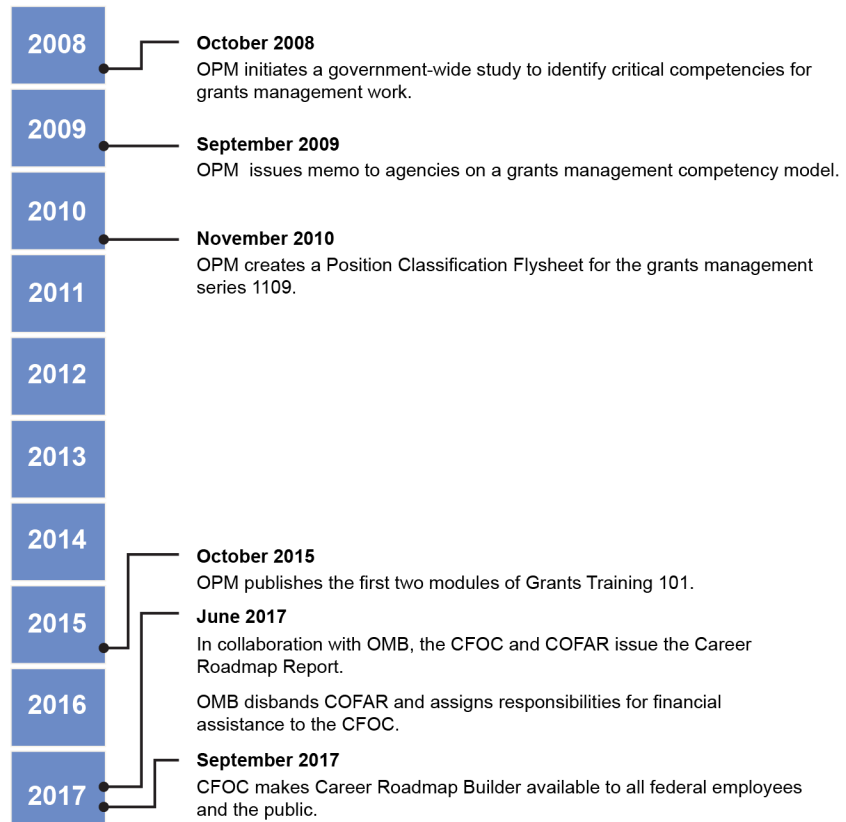 2008
October 2008
OPM initiates a government-wide study to identify critical competencies for
grants management work.
2009
September 2009
OPM  issues memo to agencies on a grants management competency model.
2010
November 2010
OPM creates a Position Classification Flysheet for the grants management
series 1109.
2011
2012
2013
2014
October 2015
OPM publishes the first two modules of Grants Training 101.
2015
June 2017
In collaboration with OMB, the CFOC and COFAR issue the Career
Roadmap Report.
2016
OMB disbands COFAR and assigns responsibilities for financial
assistance to the CFOC.
2017
September 2017
CFOC makes Career Roadmap Builder available to all federal employees
and the public.